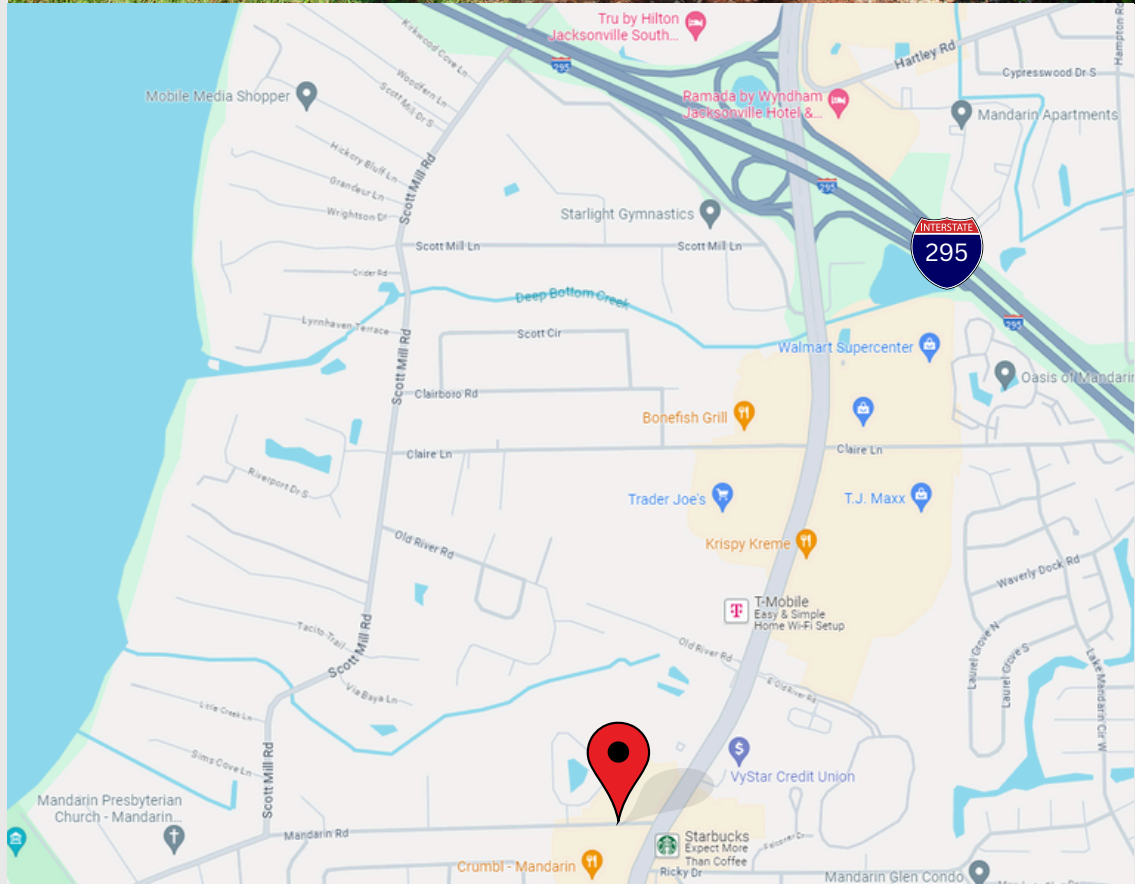 Tru by Hilton
Jacksonville South...
Kirkwood Cove Ln
Hampton Rd
295
Hartley Rd
Woodfern Ln
Cypresswood Dr S
Mobile Media Shopper
Scott Mill Dr S
Ramada by Wyndham
Jacksonville Hotel &...
Mandarin Apartments
Hickory Bluff Ln
Scott Mill Rd
Grandeur Ln
295
Wrightson Dr
Starlight Gymnastics
INTERSTATE
295
Scott Mill Ln
Scott Mill Ln
Crider Rd
Deep Bottom Creek
Lynnhaven Terrace
295
Scott Cir
Walmart Supercenter
Scott Mill Rd
Oasis of Mandarin
Clairboro Rd
Bonefish Grill
Claire Ln
Claire Ln
Riverport Dr S
Trader Joe's
T.J. Maxx
Old River Rd
Krispy Kreme
Waverly Dock Rd
T-Mobile
Easy & Simple
Home Wi-Fi Setup
Tacito Trail
Scott Mill Rd
Old River Rd
Laurel Grove N
Laurel Grove S
Lake Mandarin Cir W
E Old River Rd
Via Baya Ln
Little Creek Ln
Sims Cove Ln
Scott Mill Rd
VyStar Credit Union
Mandarin Presbyterian
Church - Mandarin...
Mandarin Rd
Starbucks
Expect More
Than Coffee
Falconer Dr
Crumbl - Mandarin
Ricky Dr
Mandarin Glen Condo